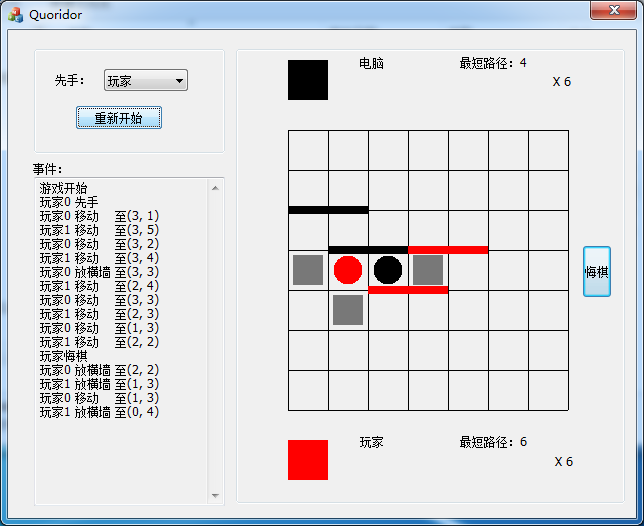 Quoridor
先手：
玩家
重新开始
事件：
游戏开始
玩家0 先手
玩家0 移动 至(3, 1)
玩家1 移动 至(3, 5)
玩家0 移动 至(3, 2)
玩家1 移动 至(3, 4)
玩家0 放横墙 至(3, 3)
玩家1 移动 至(2, 4)
玩家0 移动 至(3, 3)
玩家1 移动 至(2, 3)
玩家0 移动 至(1, 3)
玩家1 移动 至(2, 2)
玩家悔棋
玩家0 放横墙 至(2, 2)
玩家1 放横墙 至(1, 3)
玩家0 移动 至(1, 3)
玩家1 放横墙 至(0, 4)
电脑
最短路径：4
X 6
悔棋
玩家
最短路径：6
X 6